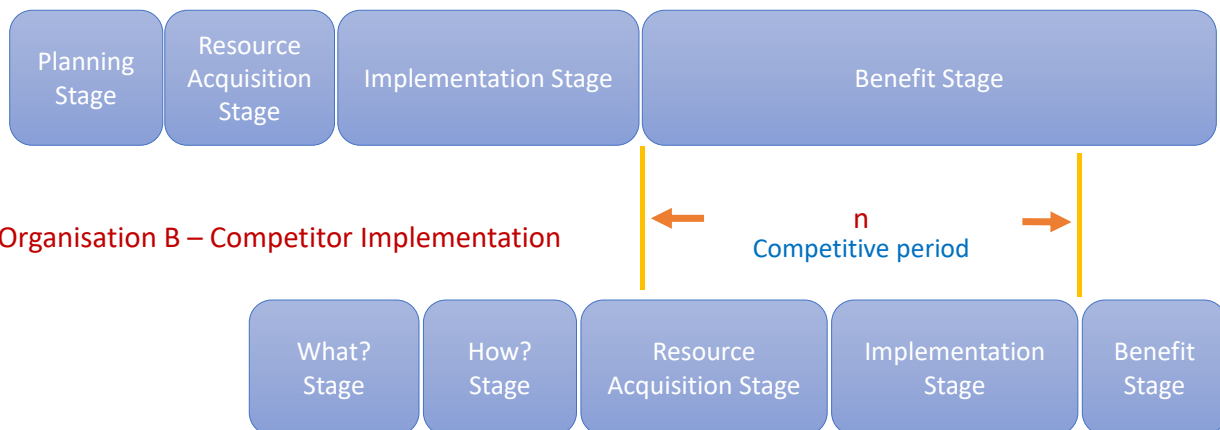 Planning
Stage
Resource
Acquisition
Stage
Implementation Stage
Benefit Stage
Organisation B – Competitor Implementation
n
Competitive period
What?
Stage
How?
Stage
Resource
Acquisition Stage
Implementation
Stage
Benefit
Stage